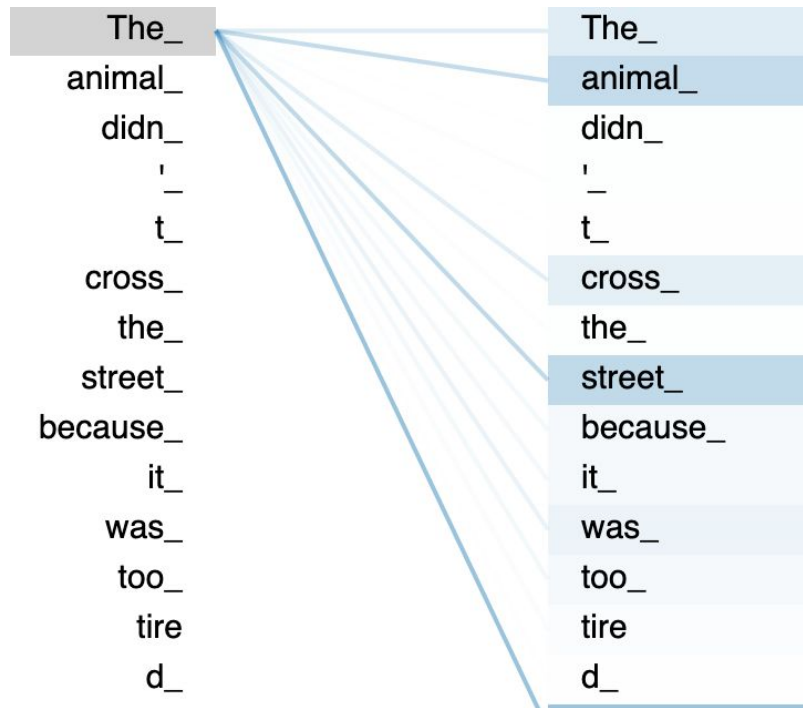 The_ The_
animal_ animal_
didn_ didn_
'_ '_
t_ t_
cross_ cross_
the_ the_
street_ street_
because_ because_
it_ it_
was_ was_
too_ too_
tire tire
d_ d_